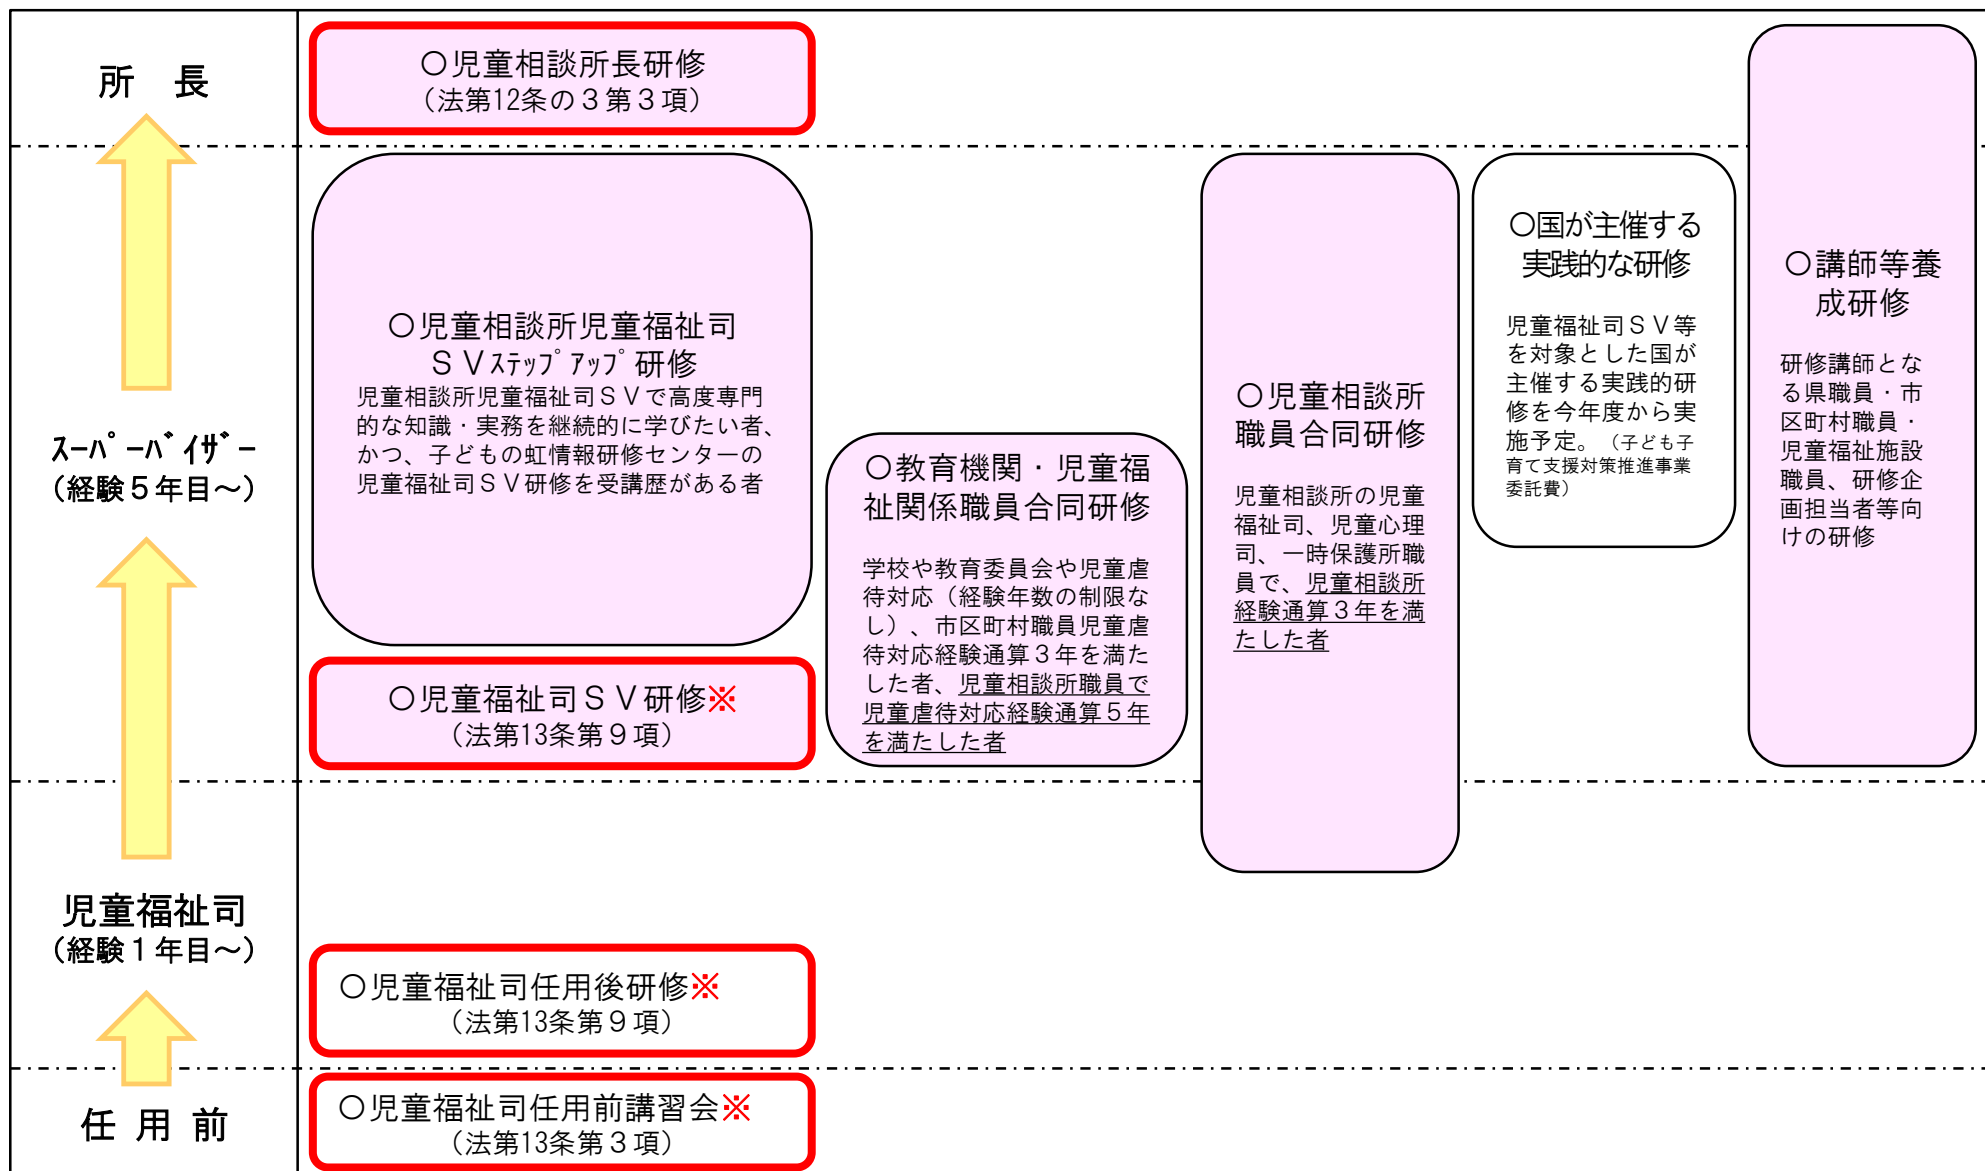 所　長
○児童相談所長研修
（法第12条の３第３項）
ｽｰﾊﾟｰﾊﾞｲｻﾞｰ
（経験５年目～）
○児童相談所児童福祉司
ＳＶｽﾃｯﾌﾟｱｯﾌﾟ研修
児童相談所児童福祉司ＳＶで高度専門
的な知識・実務を継続的に学びたい者、
かつ、子どもの虹情報研修センターの
児童福祉司ＳＶ研修を受講歴がある者
○児童福祉司ＳＶ研修※
（法第13条第９項）
○教育機関・児童福
祉関係職員合同研修
学校や教育委員会や児童虐
待対応（経験年数の制限な
し）、市区町村職員児童虐
待対応経験通算３年を満た
した者、児童相談所職員で
児童虐待対応経験通算５年
を満たした者
○児童相談所
職員合同研修
児童相談所の児童
福祉司、児童心理
司、一時保護所職
員で、児童相談所
経験通算３年を満
たした者
○国が主催する
実践的な研修
児童福祉司ＳＶ等
を対象とした国が
主催する実践的研
修を今年度から実
施予定。（子ども子
育て支援対策推進事業
委託費）
○講師等養
成研修
研修講師とな
る県職員・市
区町村職員・
児童福祉施設
職員、研修企
画担当者等向
けの研修
児童福祉司
（経験１年目～）
○児童福祉司任用後研修※
（法第13条第９項）
任 用 前
○児童福祉司任用前講習会※
（法第13条第３項）